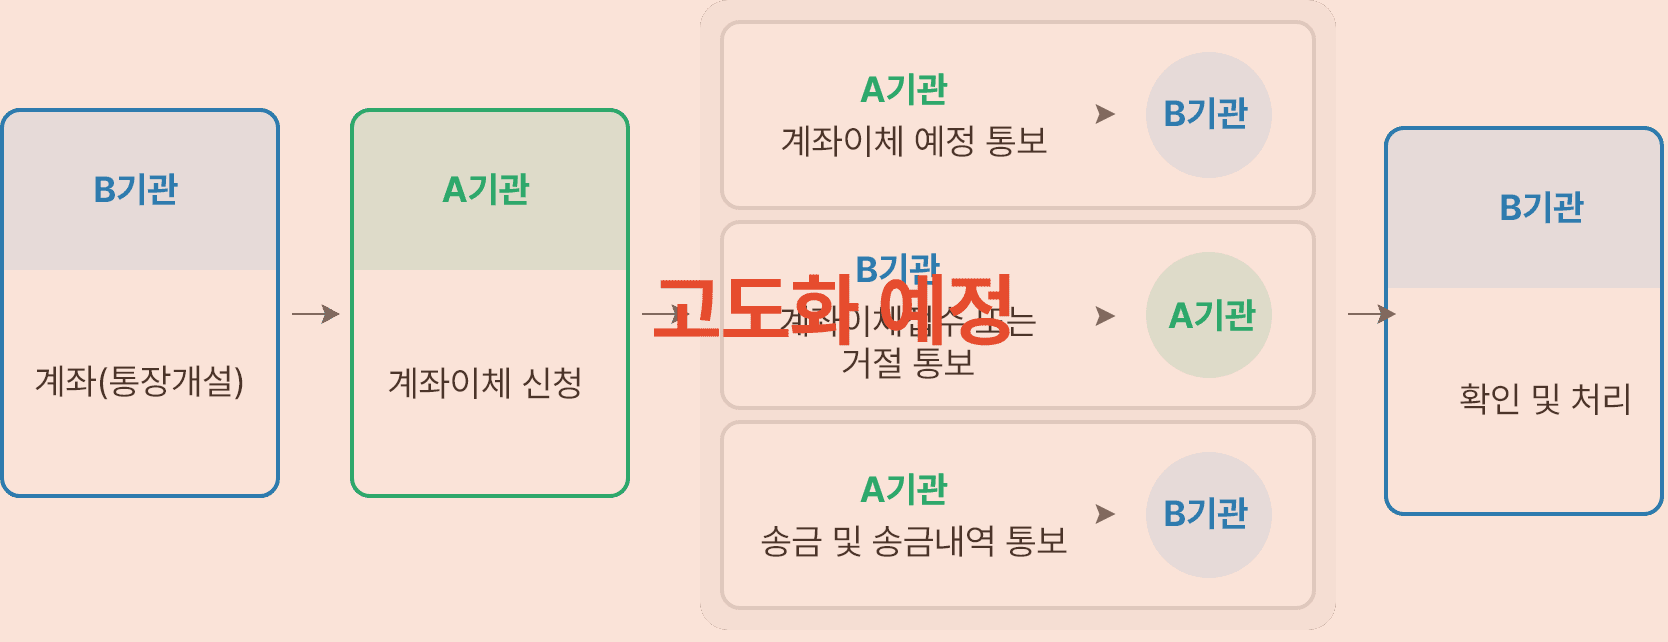 B기관
계좌(통장개설)
A기관
계좌이체 신청
A기관
계좌이체 예정 통보
B기관
B기관
계좌이체접수 또는
거절 통보
A기관
고도화 예정
A기관
송금 및 송금내역 통보
B기관
B기관
확인 및 처리